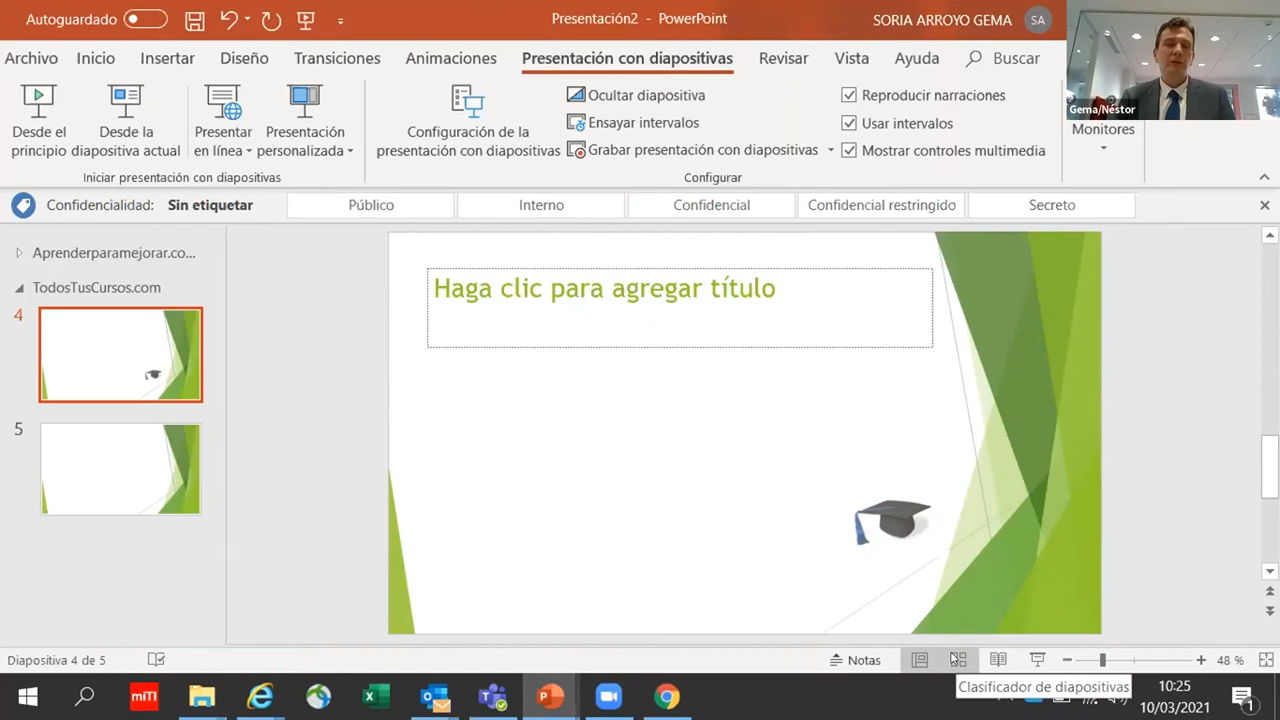 Autoguardado
Presentación2 - PowerPoint
SORIA ARROYO GEMA
SA
Archivo
Inicio
Insertar
Diseño
Transiciones
Animaciones
Presentación con diapositivas
Revisar
Vista
Ayuda
Buscar
Gema/Néstor
Desde el
principio
Desde la
diapositiva actual
Presentar
en línea
Presentación
personalizada
Iniciar presentación con diapositivas
Configuración de la
presentación con diapositivas
Ocultar diapositiva
Ensayar intervalos
Grabar presentación con diapositivas
Reproducir narraciones
Usar intervalos
Mostrar controles multimedia
Configurar
Monitores
Confidencialidad: Sin etiquetar
Público
Interno
Confidencial
Confidencial restringido
Secreto
Aprenderparamejorar.co...
TodosTusCursos.com
4
5
Haga clic para agregar título
Diapositiva 4 de 5
Notas
48 %
Clasificador de diapositivas
miTI
10:25
10/03/2021
1